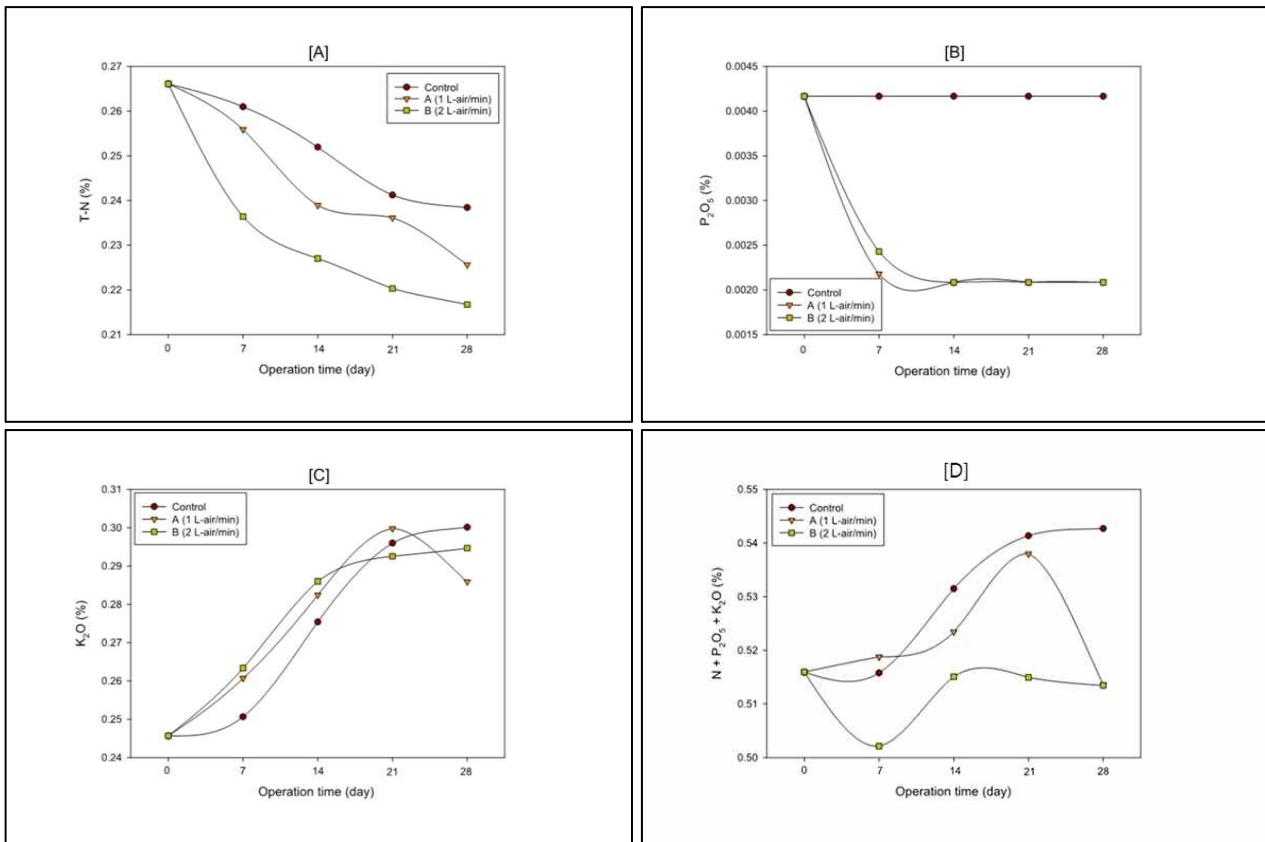 [A]
T-N (%)
0.27
0.26
0.25
0.24
0.23
0.22
0.21
Control
A (1 L-air/min)
B (2 L-air/min)
0 7 14 21 28
Operation time (day)
[B]
P₂O₅ (%)
0.0045
0.0040
0.0035
0.0030
0.0025
0.0020
0.0015
Control
A (1 L-air/min)
B (2 L-air/min)
0 7 14 21 28
Operation time (day)
[C]
K₂O (%)
0.31
0.30
0.29
0.28
0.27
0.26
0.25
0.24
Control
A (1 L-air/min)
B (2 L-air/min)
0 7 14 21 28
Operation time (day)
[D]
N + P₂O₅ + K₂O (%)
0.55
0.54
0.53
0.52
0.51
0.50
Control
A (1 L-air/min)
B (2 L-air/min)
0 7 14 21 28
Operation time (day)